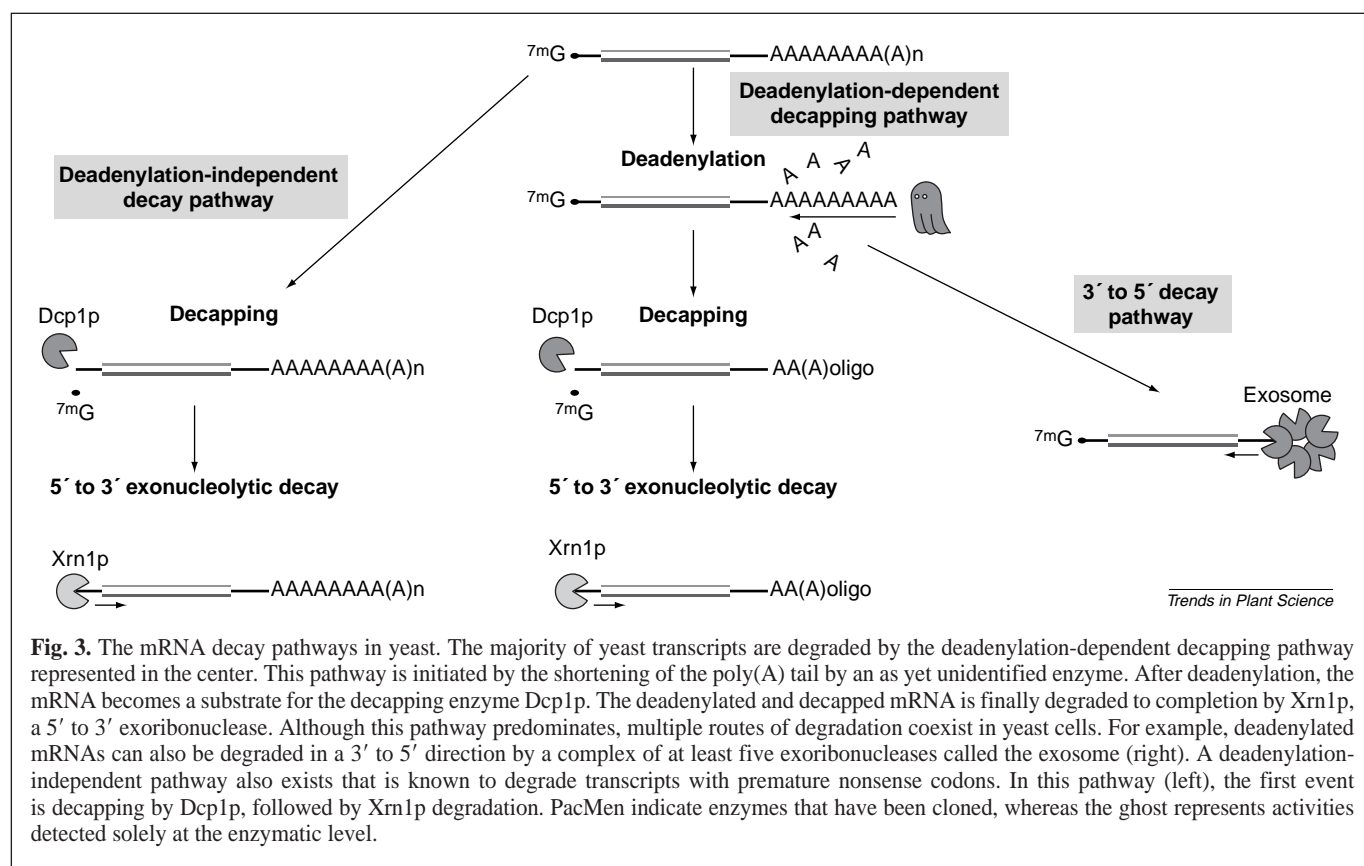 7mG AAAAAAAA(A)n
Deadenylation-dependent
decapping pathway
Deadenylation
A A A A
7mG AAAAAAAAA
A A A
Deadenylation-independent
decay pathway
3´ to 5´ decay
pathway
Dcp1p Decapping
AAAAAAAA(A)n
7mG
Dcp1p Decapping
AA(A)oligo
7mG
Exosome
7mG
5´ to 3´ exonucleolytic decay
5´ to 3´ exonucleolytic decay
Xrn1p
AAAAAAAA(A)n
Xrn1p
AA(A)oligo
Trends in Plant Science
Fig. 3. The mRNA decay pathways in yeast. The majority of yeast transcripts are degraded by the deadenylation-dependent decapping pathway
represented in the center. This pathway is initiated by the shortening of the poly(A) tail by an as yet unidentified enzyme. After deadenylation, the
mRNA becomes a substrate for the decapping enzyme Dcp1p. The deadenylated and decapped mRNA is finally degraded to completion by Xrn1p,
a 5′ to 3′ exoribonuclease. Although this pathway predominates, multiple routes of degradation coexist in yeast cells. For example, deadenylated
mRNAs can also be degraded in a 3′ to 5′ direction by a complex of at least five exoribonucleases called the exosome (right). A deadenylation-
independent pathway also exists that is known to degrade transcripts with premature nonsense codons. In this pathway (left), the first event
is decapping by Dcp1p, followed by Xrn1p degradation. PacMen indicate enzymes that have been cloned, whereas the ghost represents activities
detected solely at the enzymatic level.